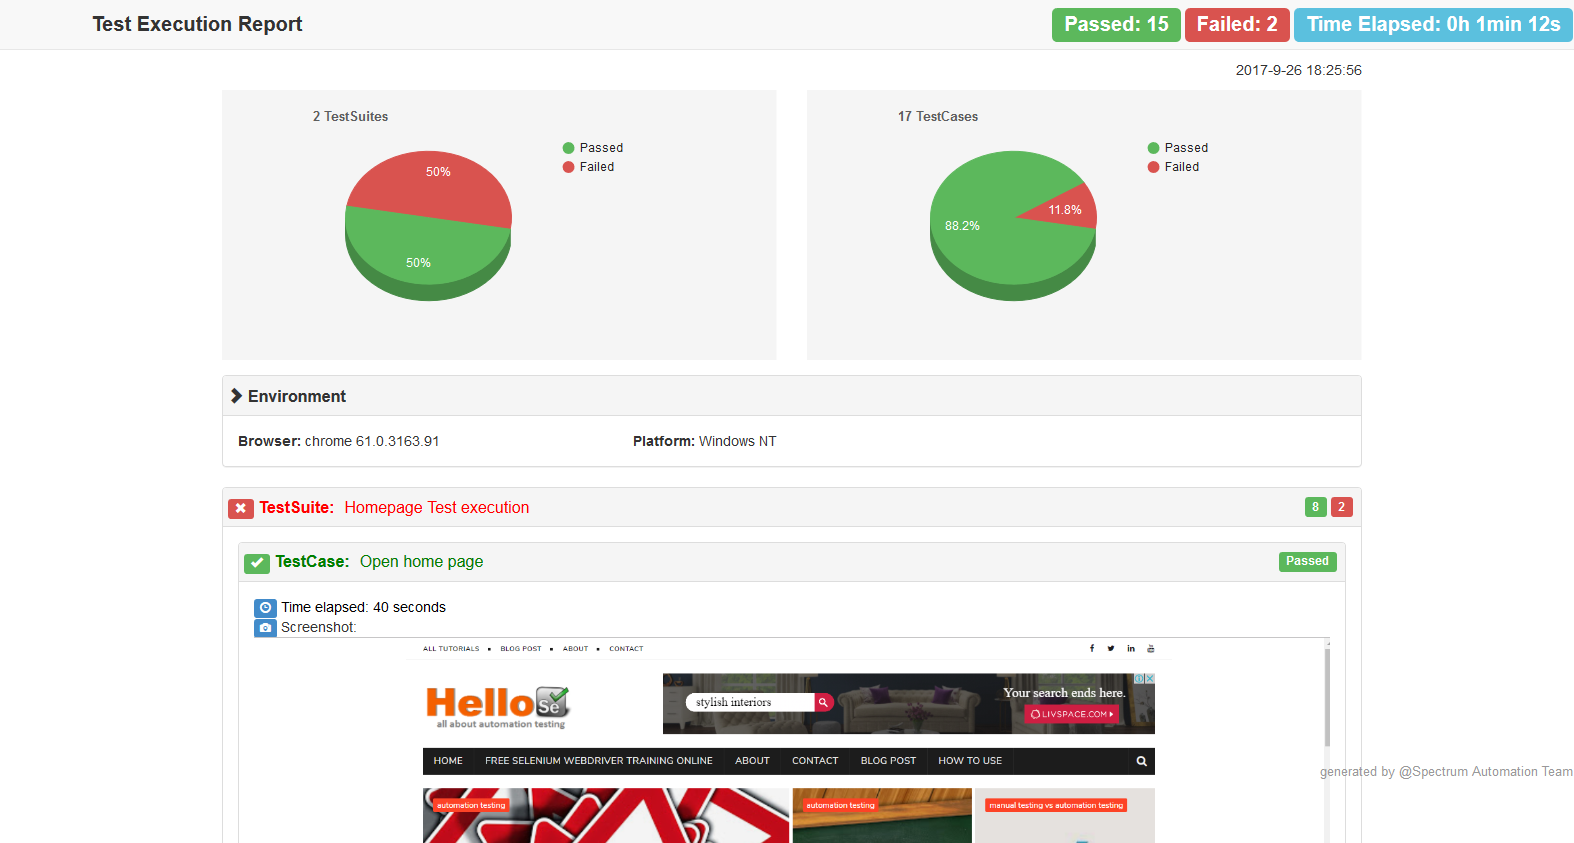 Test Execution Report
Passed: 15 Failed: 2 Time Elapsed: 0h 1min 12s
2017-9-26 18:25:56
2 TestSuites
Passed
Failed
50%
50%
17 TestCases
Passed
Failed
11.8%
88.2%
Environment
Browser: chrome 61.0.3163.91 Platform: Windows NT
TestSuite: Homepage Test execution 8 2
TestCase: Open home page Passed
Time elapsed: 40 seconds
Screenshot:
ALL TUTORIALS ▪ BLOG POST ▪ ABOUT ▪ CONTACT
Hello Se
all about automation testing
stylish interiors
Your search ends here.
LIVSPACE.COM
HOME FREE SELENIUM WEBDRIVER TRAINING ONLINE ABOUT CONTACT BLOG POST HOW TO USE
generated by @Spectrum Automation Team
automation testing
automation testing
manual testing vs automation testing